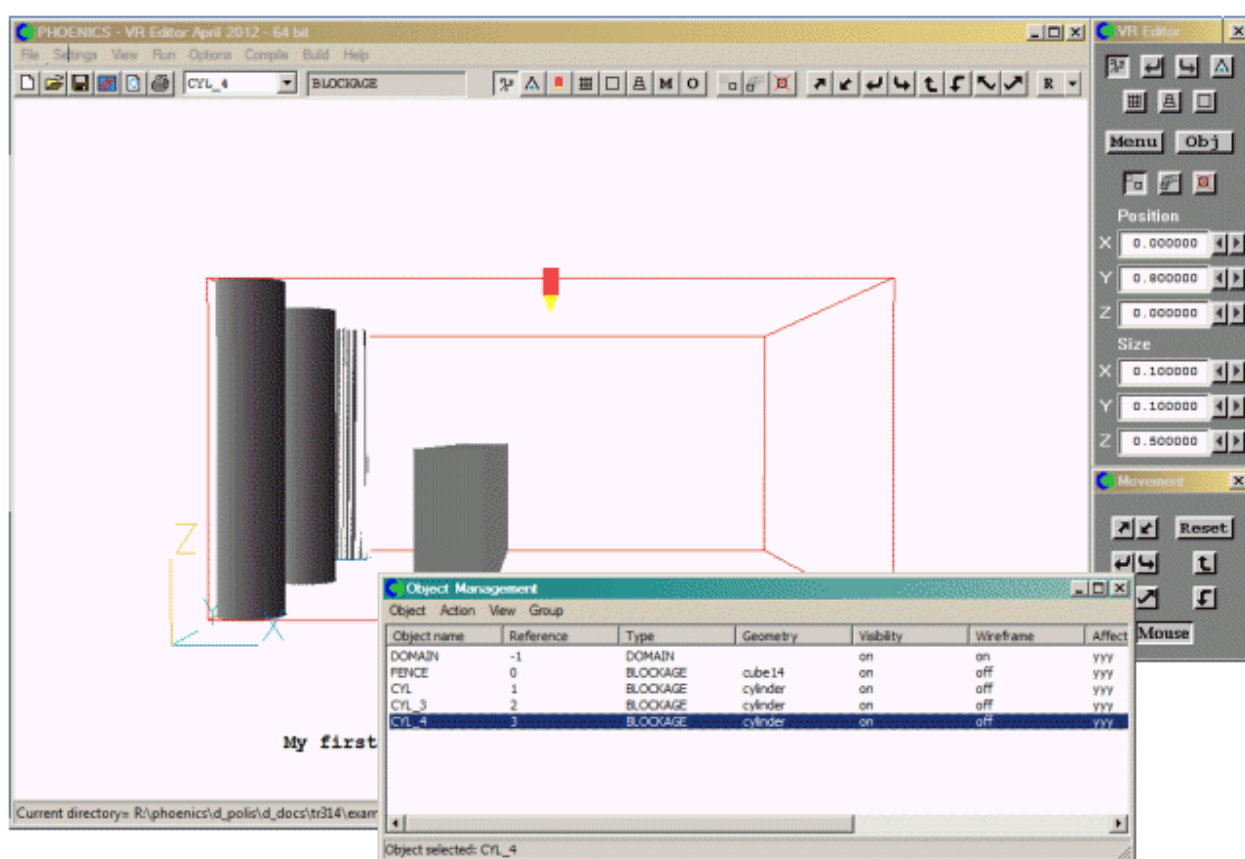 PHOENICS - VR Editor April 2012 - 64 bit
File Settings View Run Options Compile Build Help
CYL_4 BLOCKAGE M O R
Z
Y
X
My first
Current directory= R:\phoenics\d_polis\d_docs\tr314\exam
VR Editor
Menu Obj
Position
X 0.000000
Y 0.800000
Z 0.000000
Size
X 0.100000
Y 0.100000
Z 0.500000
Movement
Reset
Mouse
Object Management
Object Action View Group
Object name Reference Type Geometry Visibility Wireframe Affect
DOMAIN -1 DOMAIN on on yyy
FENCE 0 BLOCKAGE cube14 on off yyy
CYL 1 BLOCKAGE cylinder on off yyy
CYL_3 2 BLOCKAGE cylinder on off yyy
CYL_4 3 BLOCKAGE cylinder on off yyy
Object selected: CYL_4